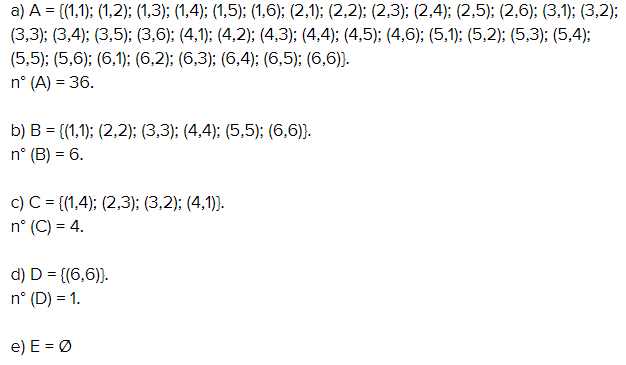 a) A = {(1,1); (1,2); (1,3); (1,4); (1,5); (1,6); (2,1); (2,2); (2,3); (2,4); (2,5); (2,6); (3,1); (3,2);
(3,3); (3,4); (3,5); (3,6); (4,1); (4,2); (4,3); (4,4); (4,5); (4,6); (5,1); (5,2); (5,3); (5,4);
(5,5); (5,6); (6,1); (6,2); (6,3); (6,4); (6,5); (6,6)}.
n° (A) = 36.
b) B = {(1,1); (2,2); (3,3); (4,4); (5,5); (6,6)}.
n° (B) = 6.
c) C = {(1,4); (2,3); (3,2); (4,1)}.
n° (C) = 4.
d) D = {(6,6)}.
n° (D) = 1.
e) E = Ø